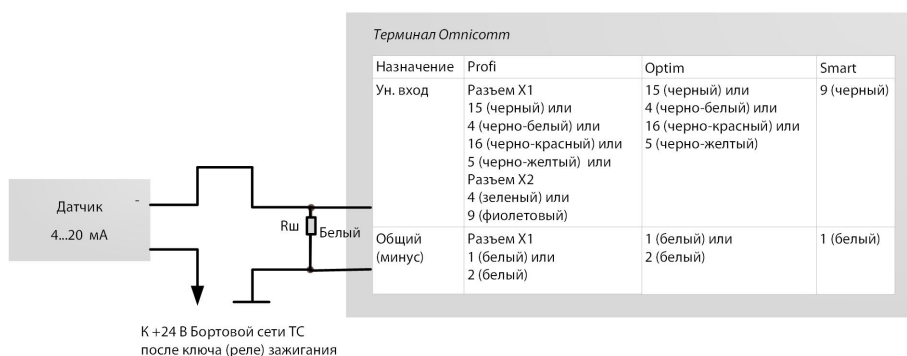 Терминал Omnicomm
Назначение Profi Optim Smart
Ун. вход
Разъем X1
15 (черный) или
4 (черно-белый) или
16 (черно-красный) или
5 (черно-желтый) или
Разъем X2
4 (зеленый) или
9 (фиолетовый)
15 (черный) или
4 (черно-белый) или
16 (черно-красный) или
5 (черно-желтый)
9 (черный)
Общий
(минус)
Разъем X1
1 (белый) или
2 (белый)
1 (белый) или
2 (белый)
1 (белый)
Датчик -
4...20 мА
Rш
Белый
К +24 В Бортовой сети ТС
после ключа (реле) зажигания